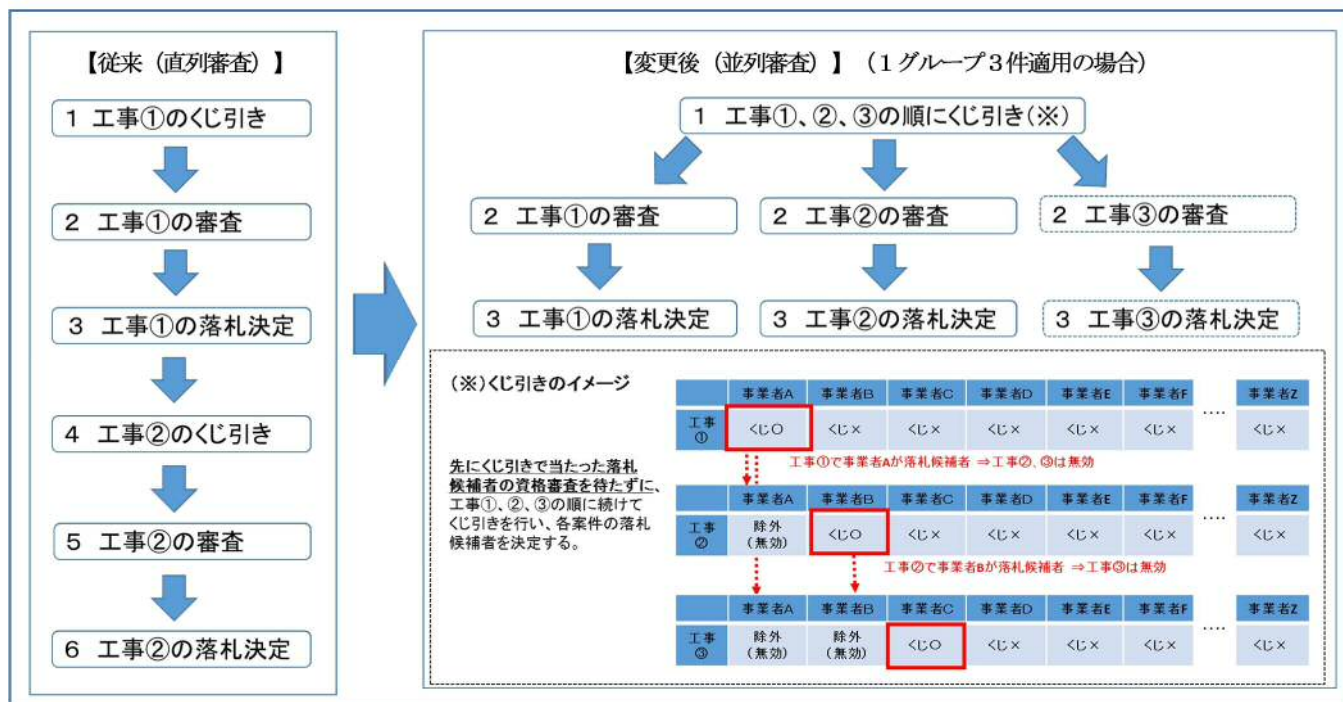 【従来（直列審査）】
1 工事①のくじ引き
2 工事①の審査
3 工事①の落札決定
4 工事②のくじ引き
5 工事②の審査
6 工事②の落札決定
【変更後（並列審査）】（１グループ３件適用の場合）
1 工事①、②、③の順にくじ引き(※)
2 工事①の審査
2 工事②の審査
2 工事③の審査
3 工事①の落札決定
3 工事②の落札決定
3 工事③の落札決定
(※)くじ引きのイメージ
先にくじ引きで当たった落札
候補者の資格審査を待たずに、
工事①、②、③の順に続けて
くじ引きを行い、各案件の落札
候補者を決定する。
事業者A 事業者B 事業者C 事業者D 事業者E 事業者F ‥‥ 事業者Z
工事① くじ○ くじ× くじ× くじ× くじ× くじ× くじ×
工事①で事業者Aが落札候補者 ⇒工事②、③は無効
事業者A 事業者B 事業者C 事業者D 事業者E 事業者F ‥‥ 事業者Z
工事② 除外（無効） くじ○ くじ× くじ× くじ× くじ× くじ×
工事②で事業者Bが落札候補者 ⇒工事③は無効
事業者A 事業者B 事業者C 事業者D 事業者E 事業者F ‥‥ 事業者Z
工事③ 除外（無効） 除外（無効） くじ○ くじ× くじ× くじ× くじ×